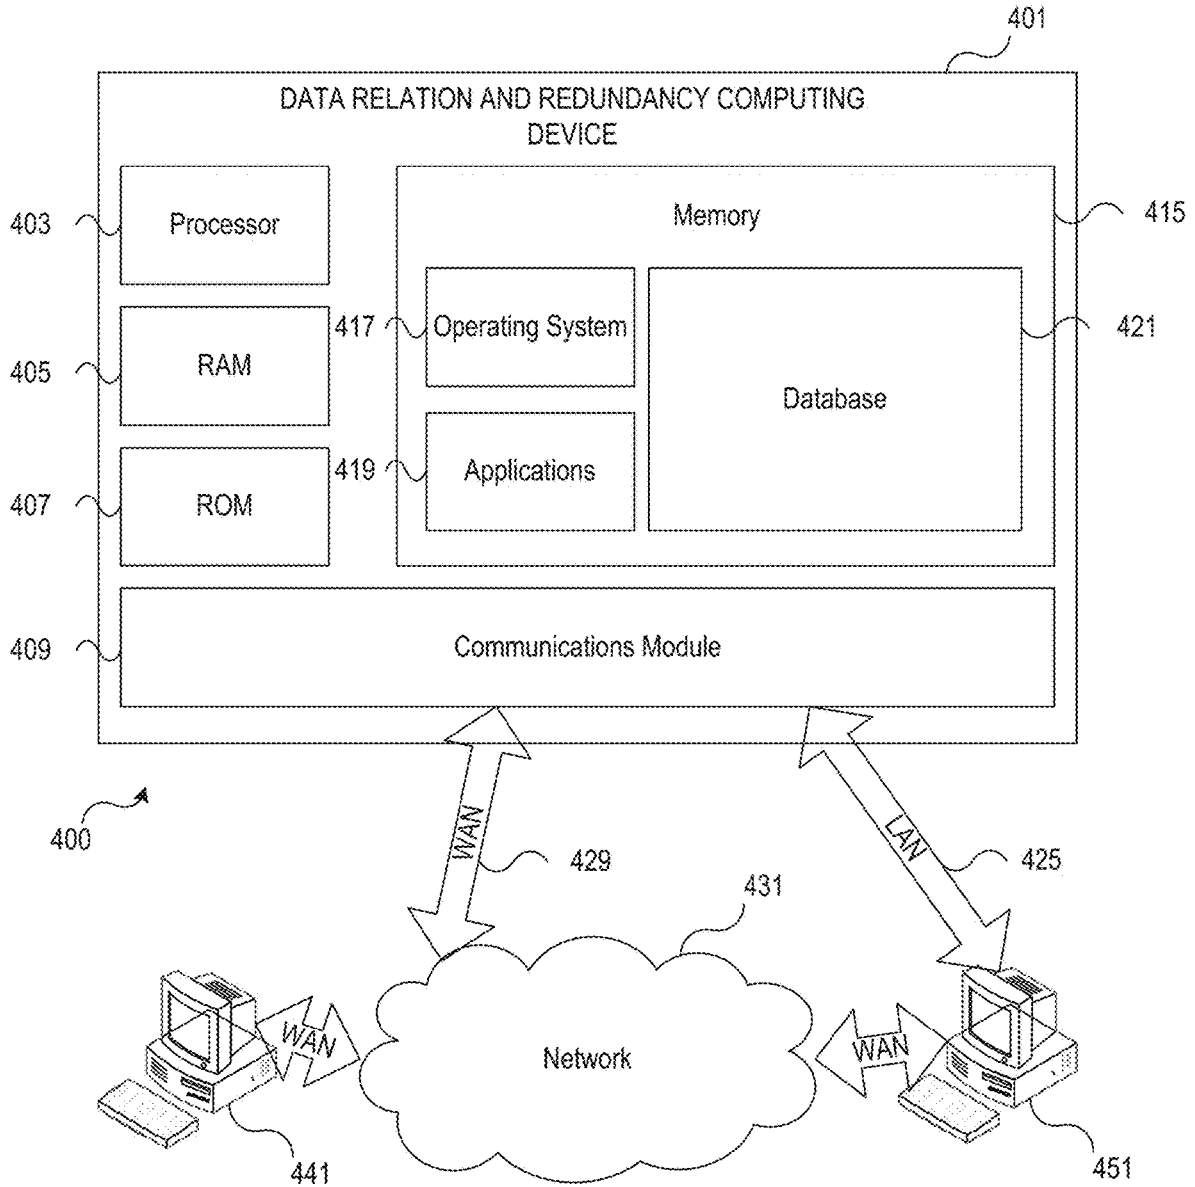 401
DATA RELATION AND REDUNDANCY COMPUTING
DEVICE
403
Processor
Memory
415
417
Operating System
421
405
RAM
Database
419
Applications
407
ROM
409
Communications Module
400
WAN
429
LAN
425
431
WAN
Network
WAN
441
451